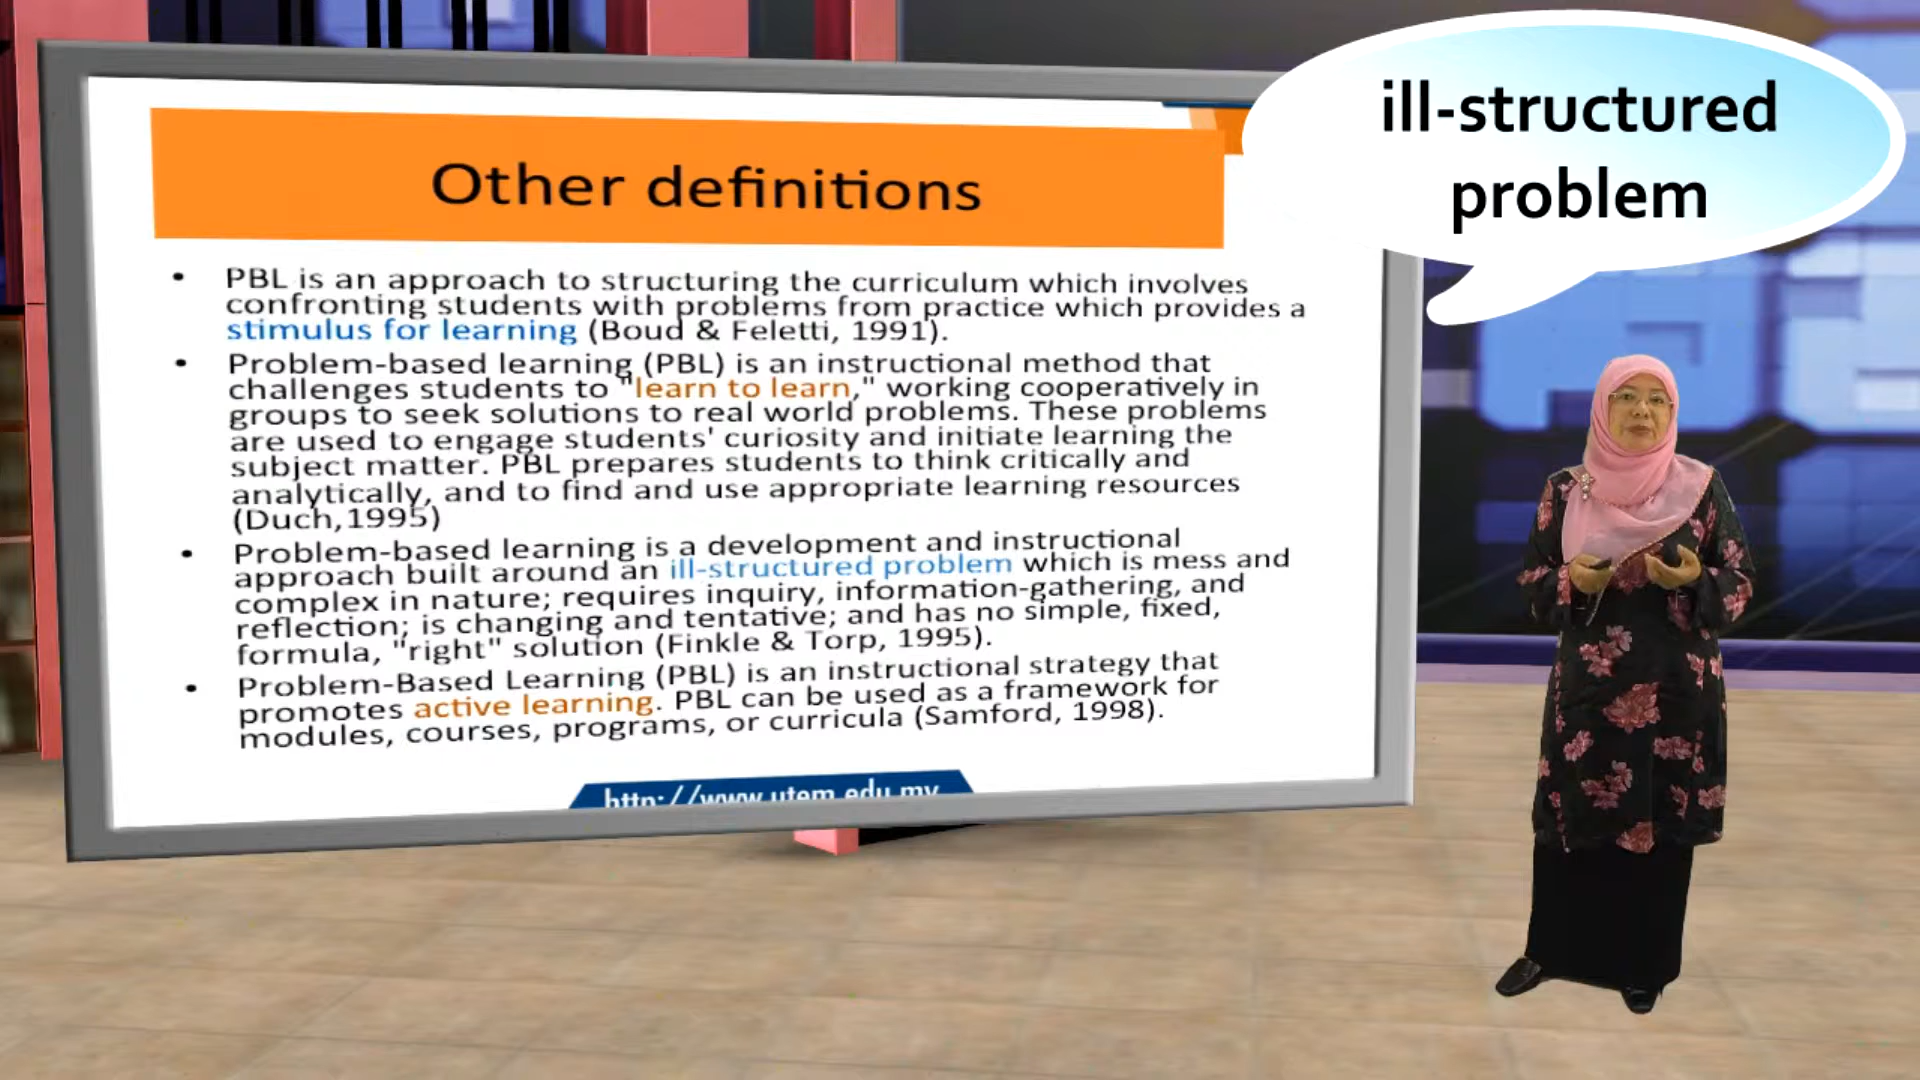 Other definitions
ill-structured
problem
• PBL is an approach to structuring the curriculum which involves
confronting students with problems from practice which provides a
stimulus for learning (Boud & Feletti, 1991).
• Problem-based learning (PBL) is an instructional method that
challenges students to "learn to learn," working cooperatively in
groups to seek solutions to real world problems. These problems
are used to engage students' curiosity and initiate learning the
subject matter. PBL prepares students to think critically and
analytically, and to find and use appropriate learning resources
(Duch,1995)
• Problem-based learning is a development and instructional
approach built around an ill-structured problem which is mess and
complex in nature; requires inquiry, information-gathering, and
reflection; is changing and tentative; and has no simple, fixed,
formula, "right" solution (Finkle & Torp, 1995).
• Problem-Based Learning (PBL) is an instructional strategy that
promotes active learning. PBL can be used as a framework for
modules, courses, programs, or curricula (Samford, 1998).
http://www.utem.edu.my